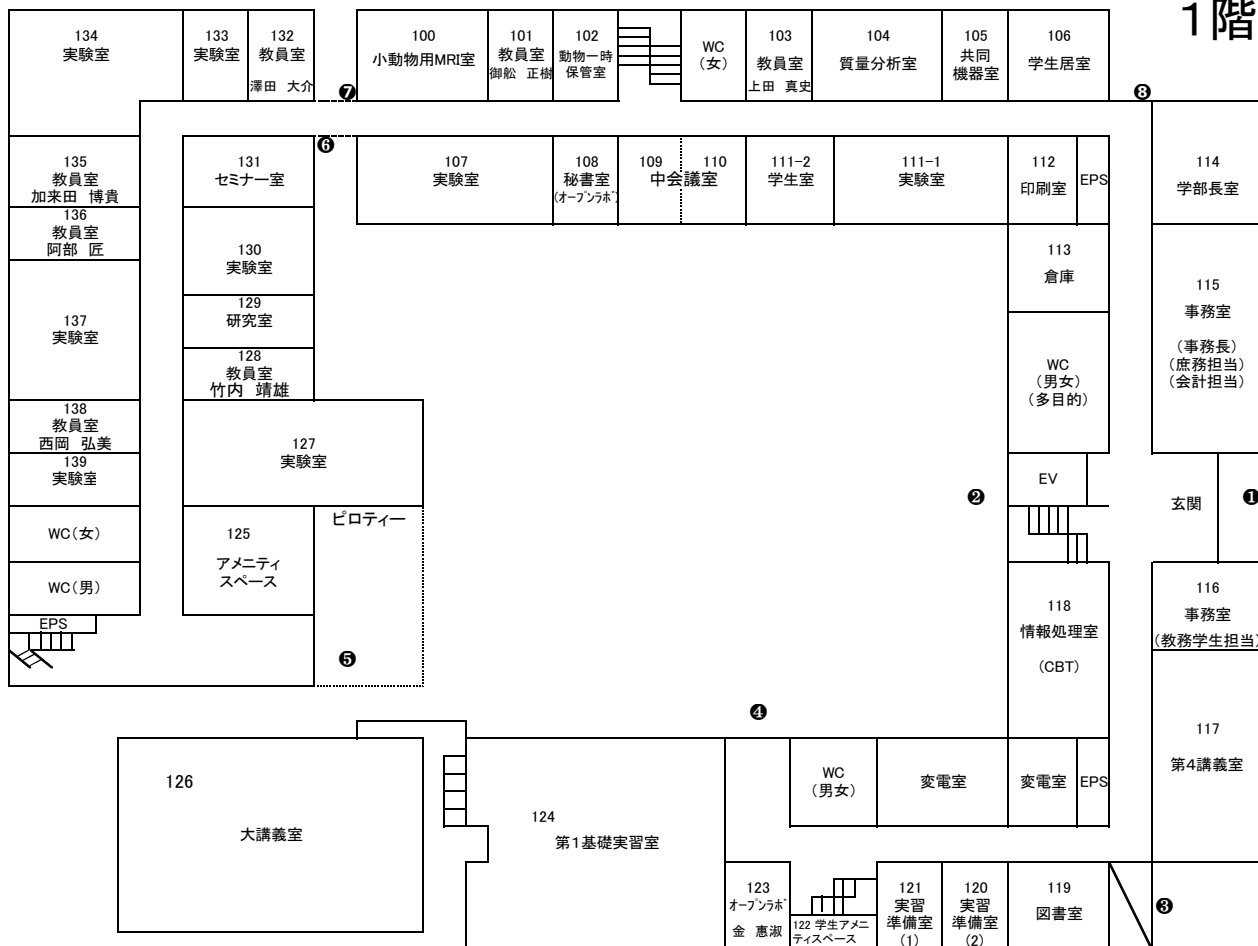 1階
134
実験室
133
実験室
132
教員室
澤田 大介
❼
100
小動物用MRI室
101
教員室
御舩 正樹
102
動物一時
保管室
WC
(女)
103
教員室
上田 真史
104
質量分析室
105
共同
機器室
106
学生居室
❽
135
教員室
加来田 博貴
131
セミナー室
❻
107
実験室
108
秘書室
(オープンラボ)
109 110
中会議室
111-2
学生室
111-1
実験室
112
印刷室
EPS
114
学部長室
136
教員室
阿部 匠
130
実験室
113
倉庫
115
事務室
(事務長)
(庶務担当)
(会計担当)
137
実験室
129
研究室
128
教員室
竹内 靖雄
WC
(男女)
(多目的)
138
教員室
西岡 弘美
127
実験室
139
実験室
EV
❷
玄関
❶
WC(女)
125
アメニティ
スペース
ピロティー
WC(男)
EPS
❺
118
情報処理室
(CBT)
116
事務室
(教務学生担当)
❹
117
第4講義室
126
大講義室
124
第1基礎実習室
WC
(男女)
変電室
変電室
EPS
123
オープンラボ
金 惠淑
122 学生アメニ
ティスペース
121
実習
準備室
(1)
120
実習
準備室
(2)
119
図書室
❸